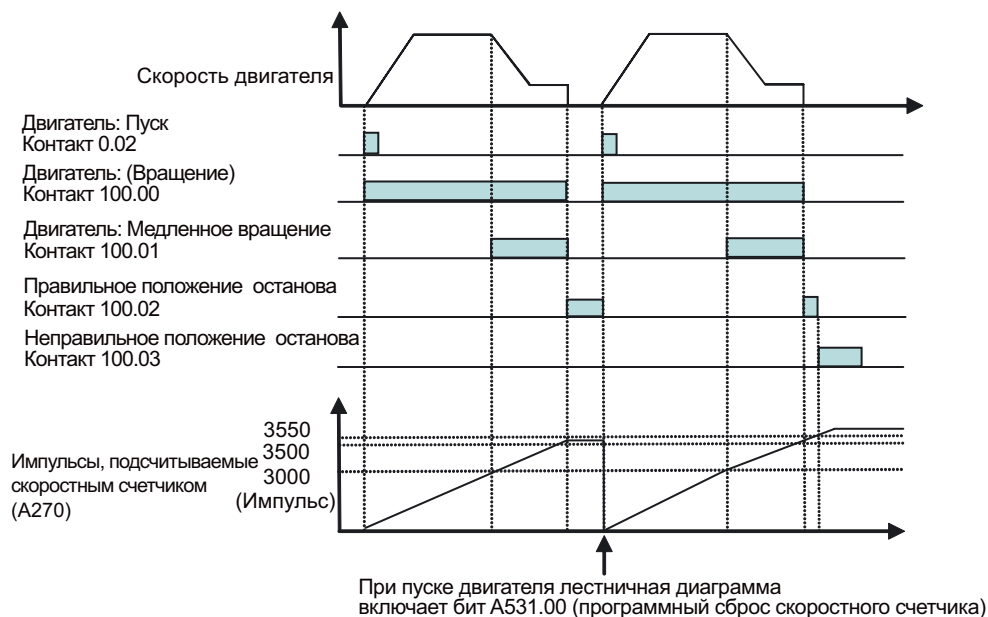 Скорость двигателя
Двигатель: Пуск
Контакт 0.02
Двигатель: (Вращение)
Контакт 100.00
Двигатель: Медленное вращение
Контакт 100.01
Правильное положение останова
Контакт 100.02
Неправильное положение останова
Контакт 100.03
3550
3500
3000
(Импульс)
Импульсы, подсчитываемые
скоростным счетчиком
(A270)
При пуске двигателя лестничная диаграмма
включает бит A531.00 (программный сброс скоростного счетчика)